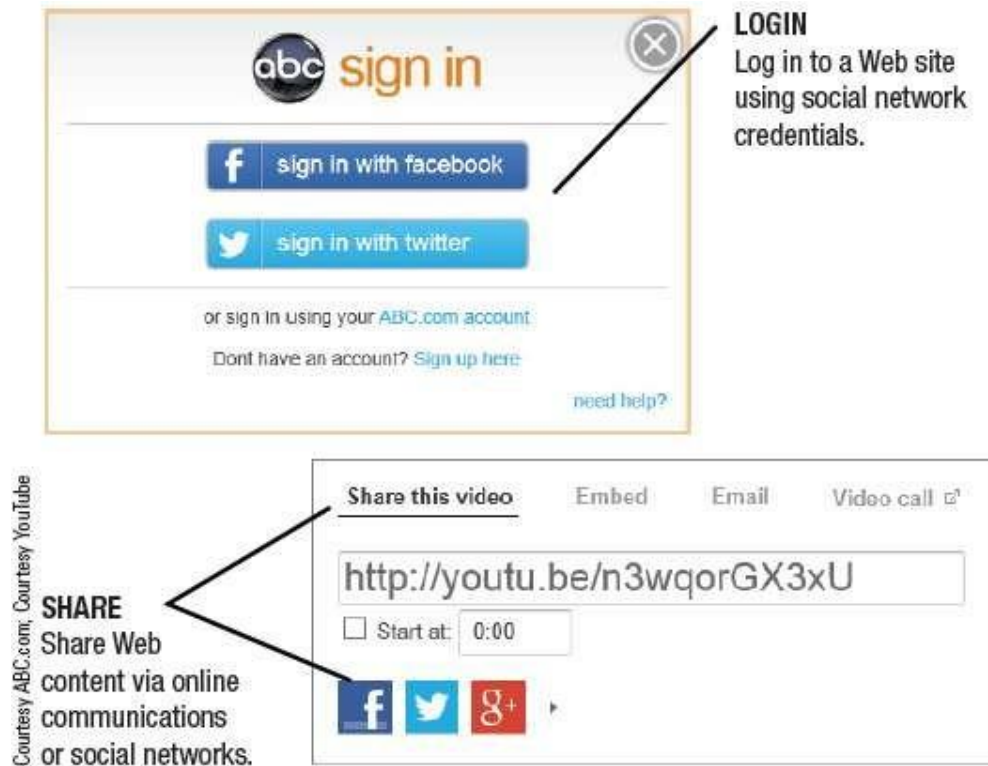 abc sign in
LOGIN
Log in to a Web site
using social network
credentials.
f sign in with facebook
sign in with twitter
or sign in using your ABC.com account
Dont have an account? Sign up here
need help?
Courtesy ABC.com; Courtesy YouTube
SHARE
Share Web
content via online
communications
or social networks.
Share this video Embed Email Video call
http://youtu.be/n3wqorGX3xU
Start at: 0:00
f g+